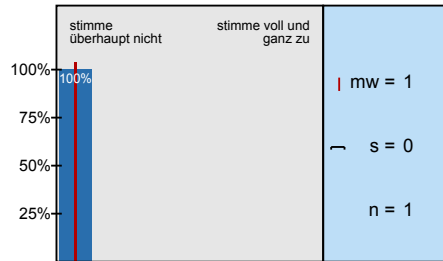 stimme
überhaupt nicht
stimme voll und
ganz zu
100%
75%
50%
25%
100%
mw = 1
s = 0
n = 1